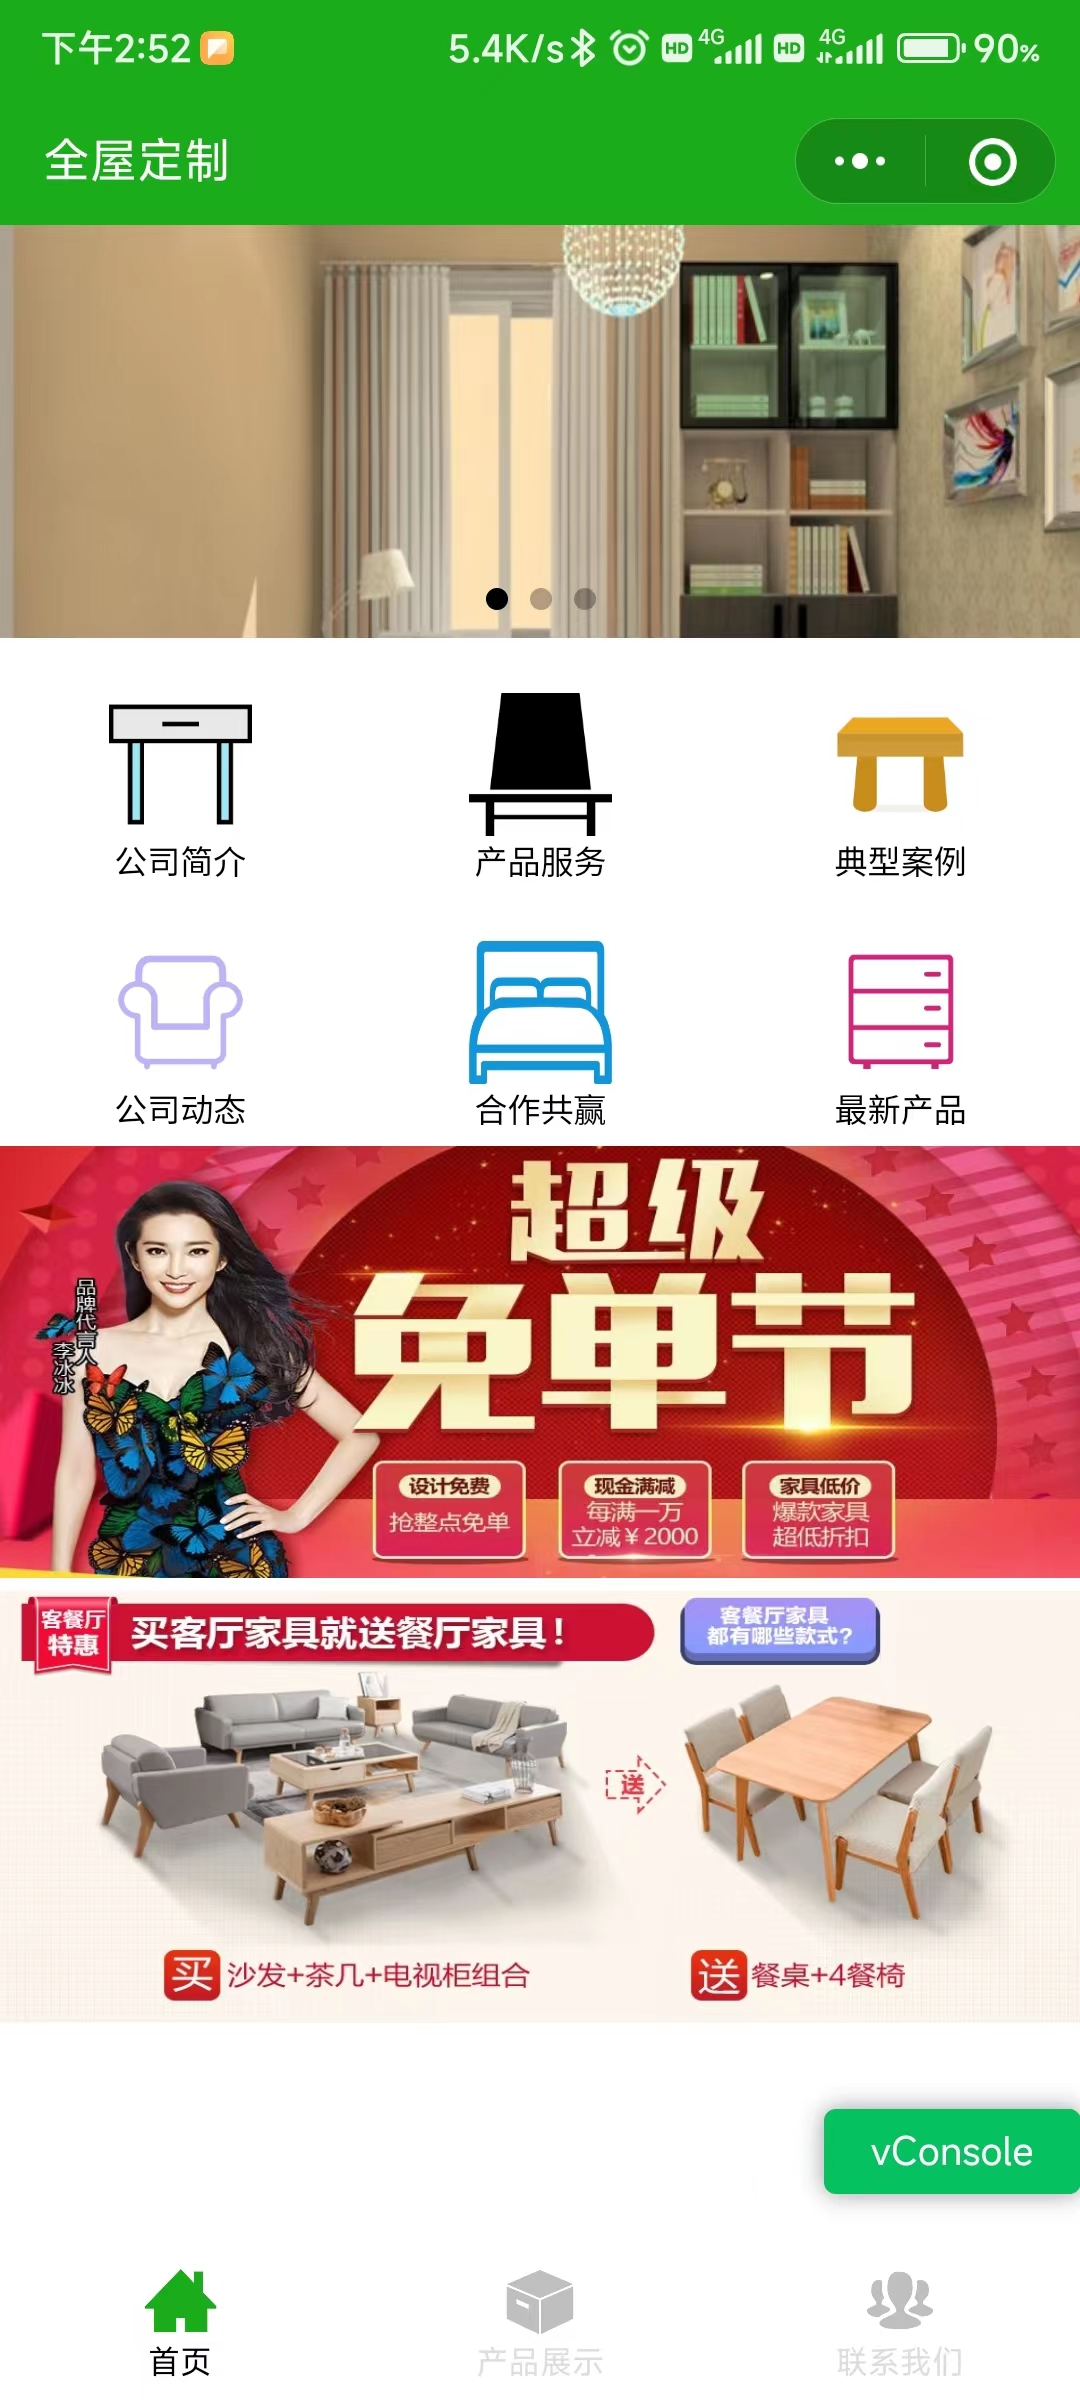 下午2:52
5.4K/s HD 4G HD 4G 90%
全屋定制
公司简介
产品服务
典型案例
公司动态
合作共赢
最新产品
超级
免单节
品牌代言人
李冰冰
设计免费
抢整点免单
现金满减
每满一万
立减￥2000
家具低价
爆款家具
超低折扣
客餐厅
特惠
买客厅家具就送餐厅家具！
客餐厅家具
都有哪些款式？
送
买 沙发+茶几+电视柜组合
送 餐桌+4餐椅
vConsole
首页
产品展示
联系我们